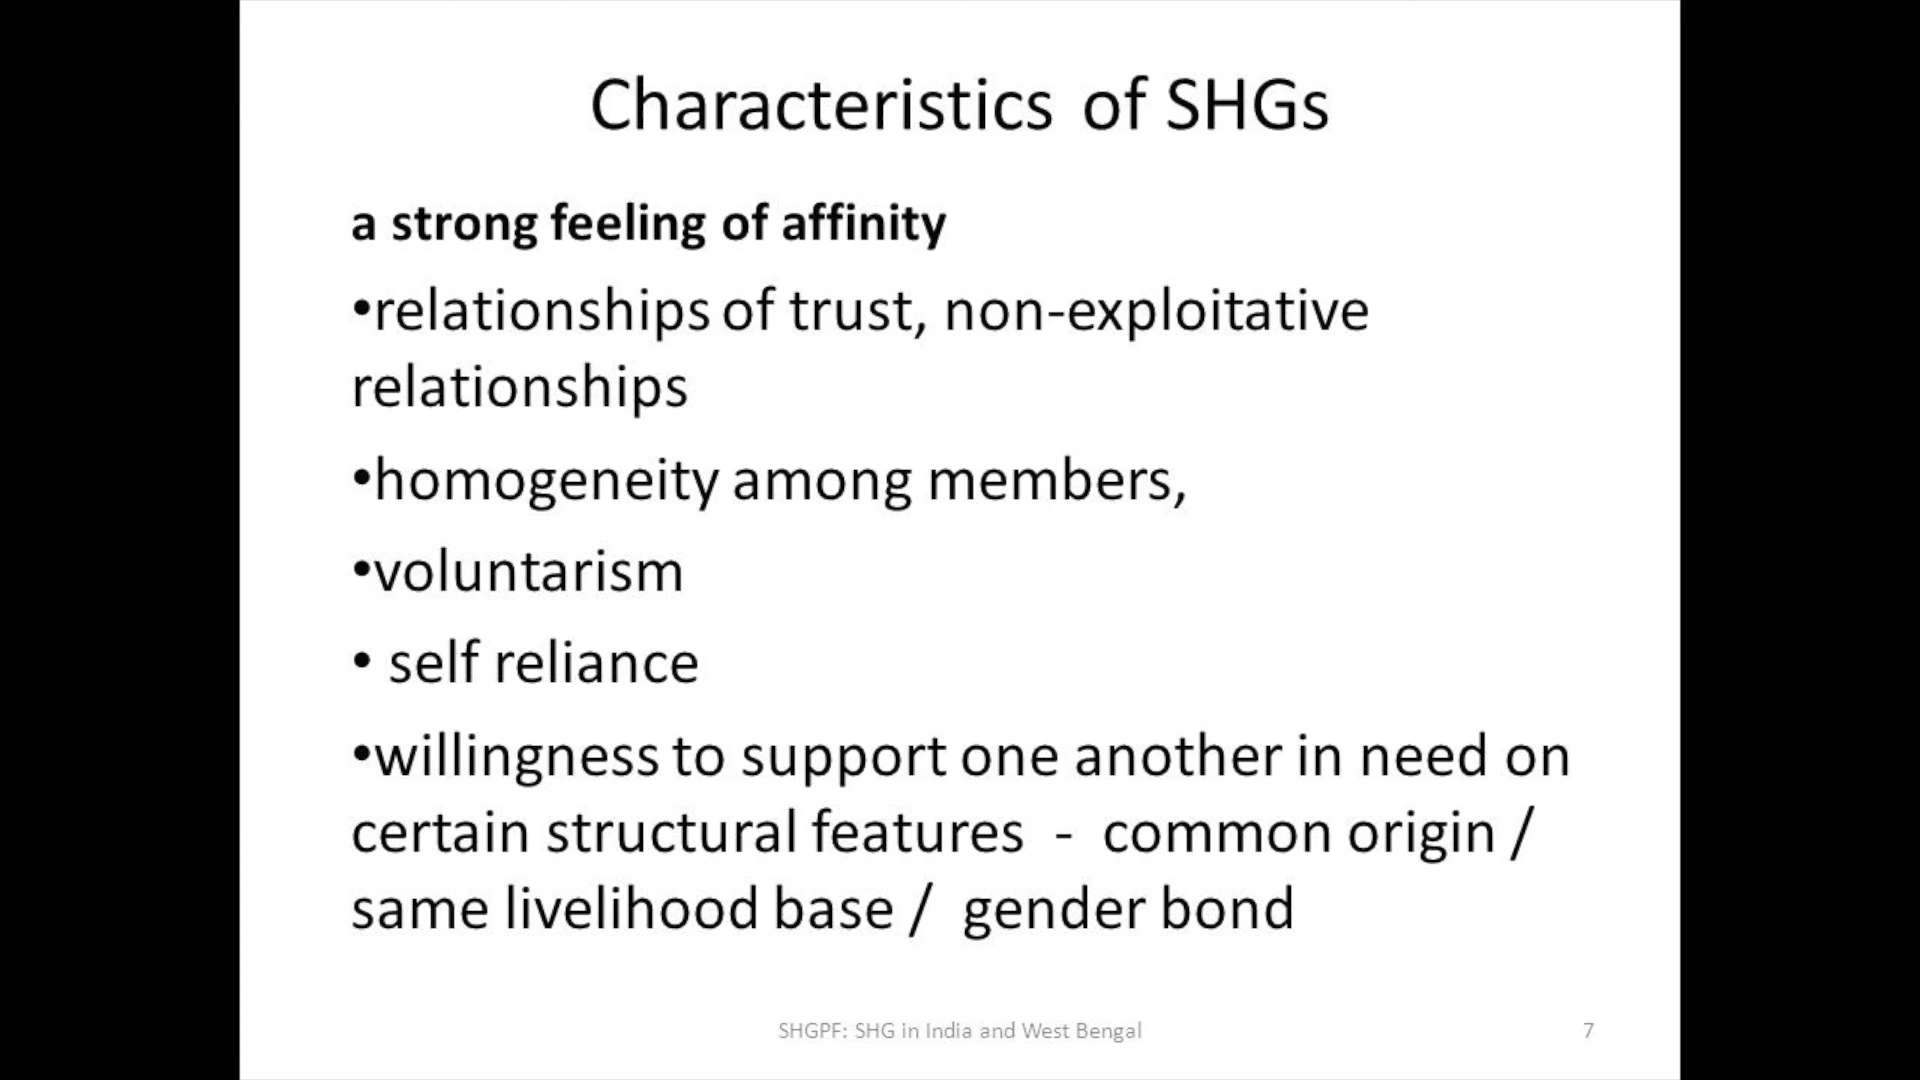 Characteristics of SHGs
a strong feeling of affinity
•relationships of trust, non-exploitative
relationships
•homogeneity among members,
•voluntarism
• self reliance
•willingness to support one another in need on
certain structural features - common origin /
same livelihood base / gender bond
SHGPF: SHG in India and West Bengal
7